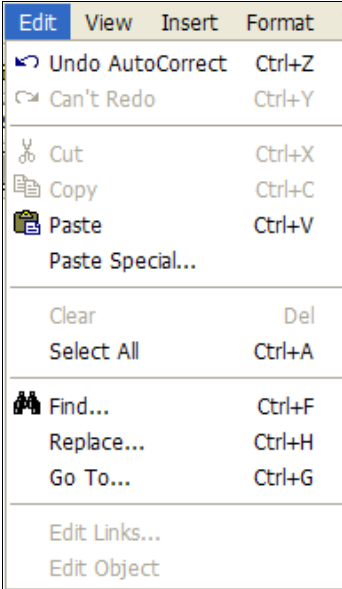 Edit View Insert Format
Undo AutoCorrect Ctrl+Z
Can't Redo Ctrl+Y
Cut Ctrl+X
Copy Ctrl+C
Paste Ctrl+V
Paste Special...
Clear Del
Select All Ctrl+A
Find... Ctrl+F
Replace... Ctrl+H
Go To... Ctrl+G
Edit Links...
Edit Object